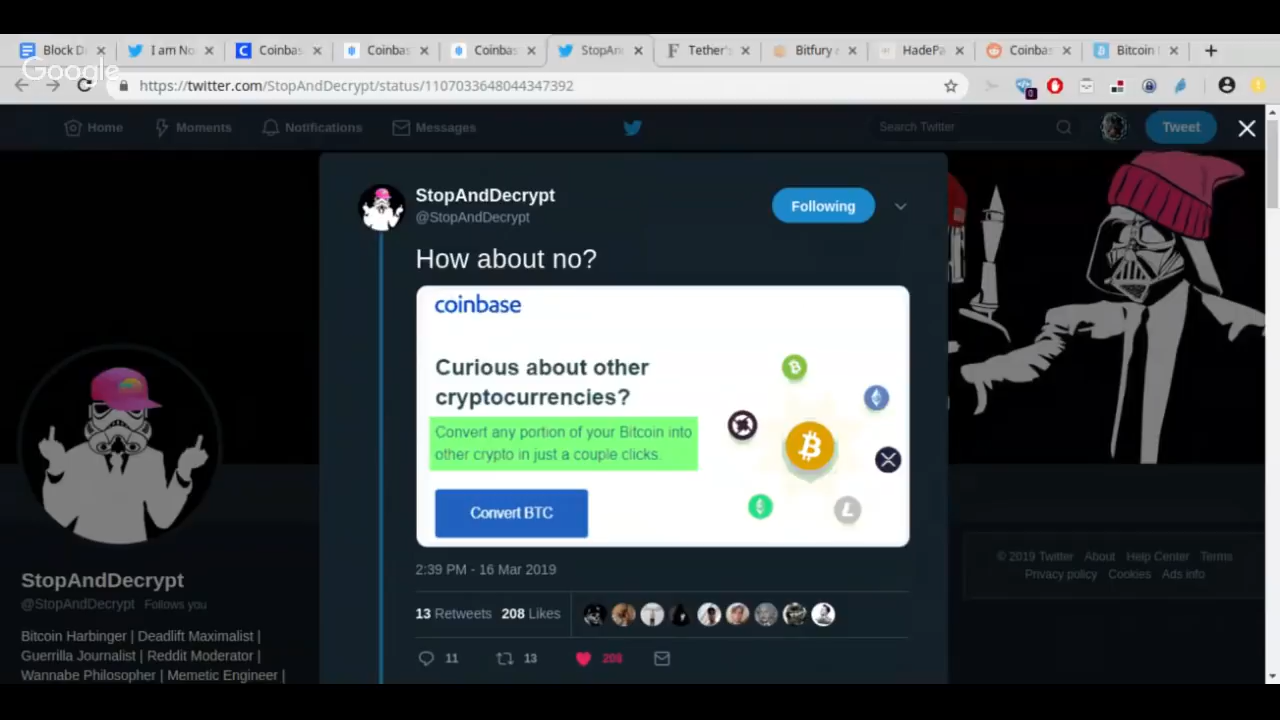 Block D
I am No
Coinbas
Coinbas
Coinbas
StopAn
Tether's
Bitfury
HadePa
Coinbas
Bitcoin
Google
https://twitter.com/StopAndDecrypt/status/1107033648044347392
0
Home
Moments
Notifications
Messages
Search Twitter
Tweet
StopAndDecrypt
@StopAndDecrypt
Following
How about no?
coinbase
Curious about other
cryptocurrencies?
Convert any portion of your Bitcoin into
other crypto in just a couple clicks.
Convert BTC
2:39 PM - 16 Mar 2019
13 Retweets 208 Likes
11 13 208
StopAndDecrypt
@StopAndDecrypt Follows you
Bitcoin Harbinger | Deadlift Maximalist |
Guerrilla Journalist | Reddit Moderator |
Wannabe Philosopher | Memetic Engineer |
© 2019 Twitter About Help Center Terms
Privacy policy Cookies Ads info